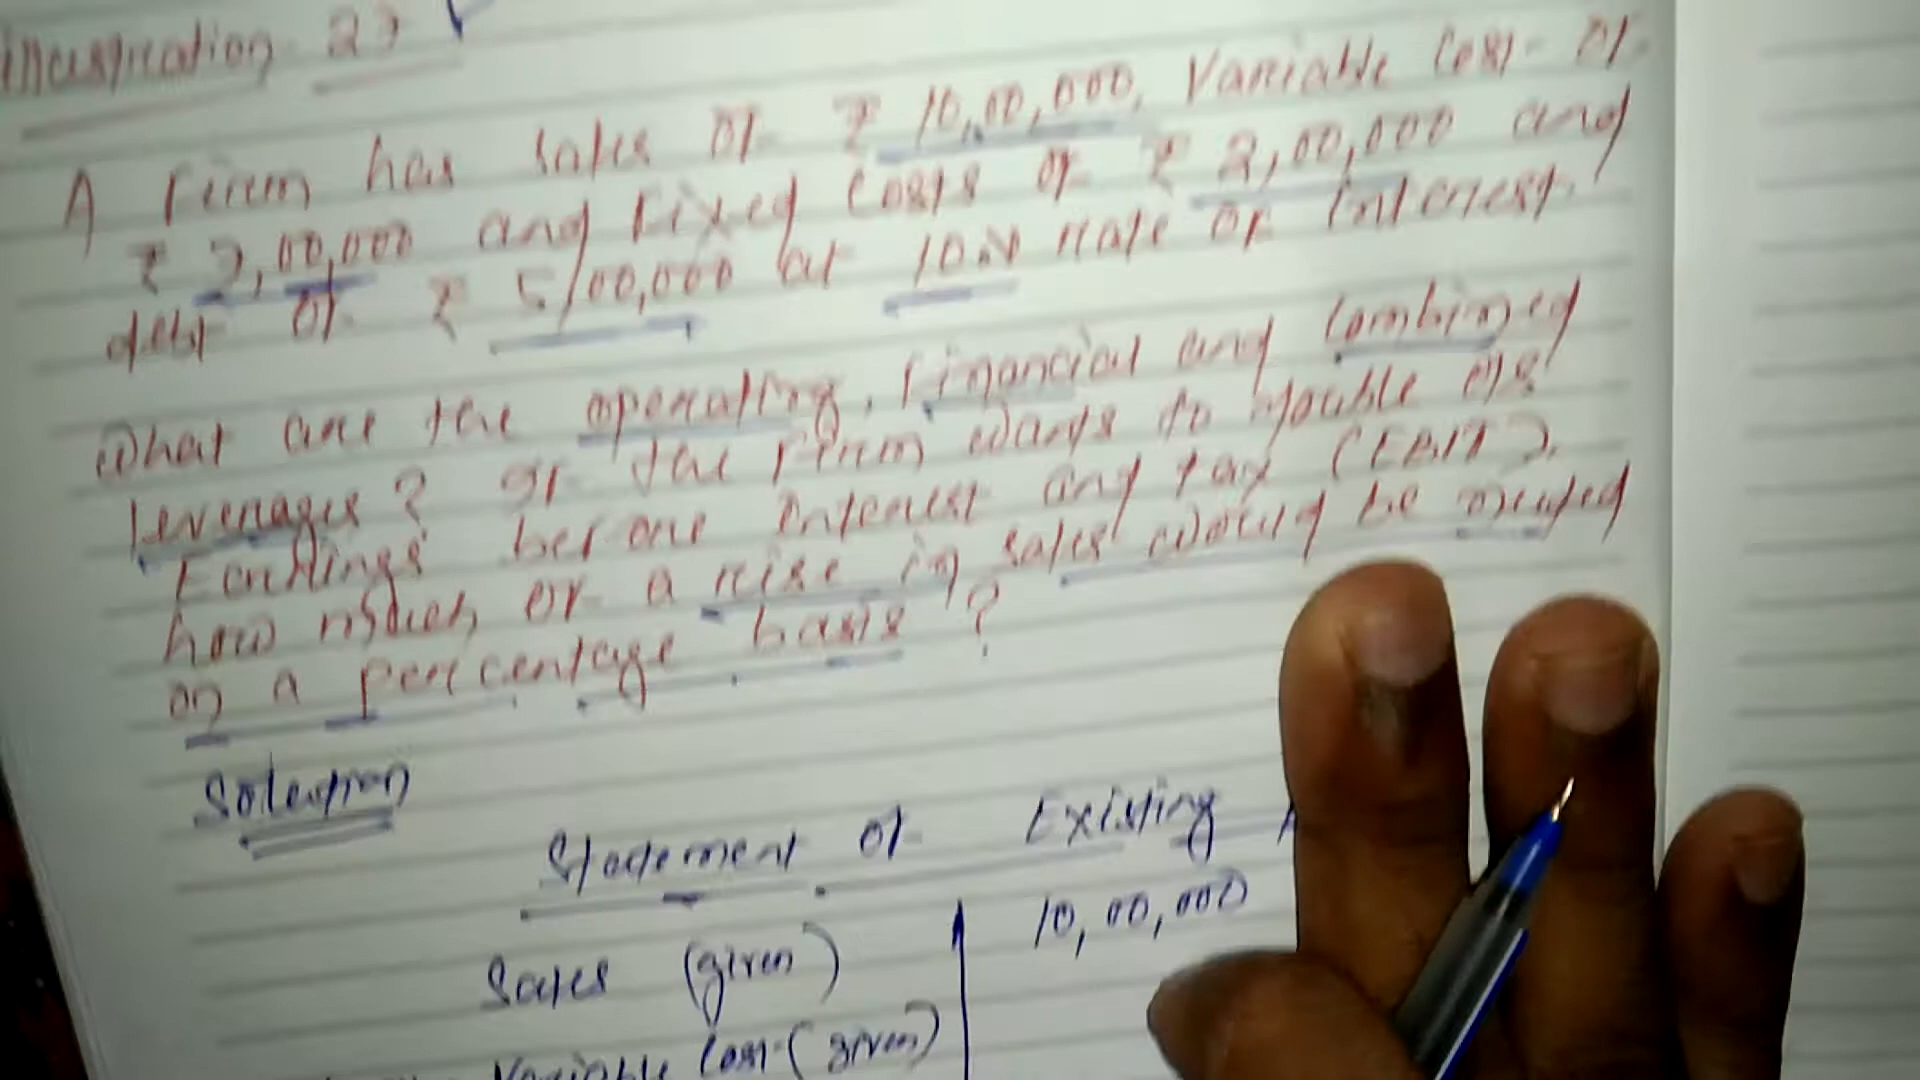 illustration 27
A firm has sales of ₹ 10,00,000, Variable Cost of
₹ 7,00,000 and Fixed Costs of ₹ 2,00,000 and
debt of ₹ 5,00,000 at 10% rate of interest.
What are the operating, financial and combined
leverages? If the firm wants to double its
Earnings before interest and tax (EBIT),
how much of a rise in sales would be needed
on a percentage basis?
Solution
Statement of Existing
Sales (given) 10,00,000
Variable Cost (given)